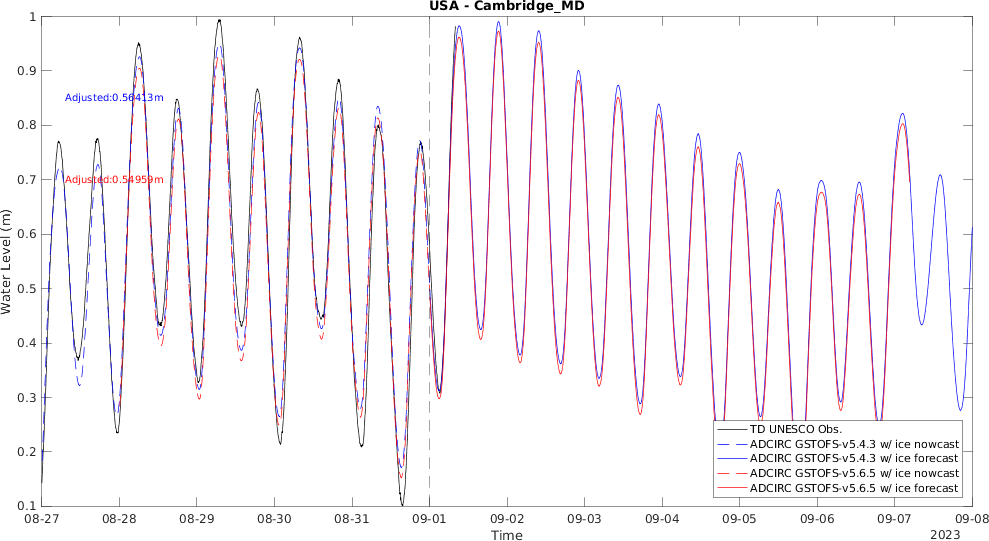 USA - Cambridge_MD
Water Level (m)
1
0.9
0.8
0.7
0.6
0.5
0.4
0.3
0.2
0.1
Adjusted:0.56413m
Adjusted:0.54959m
TD UNESCO Obs.
ADCIRC GSTOFS-v5.4.3 w/ ice nowcast
ADCIRC GSTOFS-v5.4.3 w/ ice forecast
ADCIRC GSTOFS-v5.6.5 w/ ice nowcast
ADCIRC GSTOFS-v5.6.5 w/ ice forecast
08-27 08-28 08-29 08-30 08-31 09-01 09-02 09-03 09-04 09-05 09-06 09-07 09-08
Time
2023